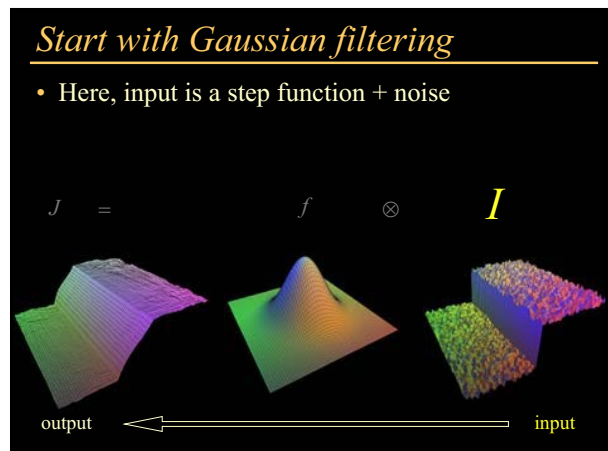 Start with Gaussian filtering
• Here, input is a step function + noise
J = f ⊗ I
output input